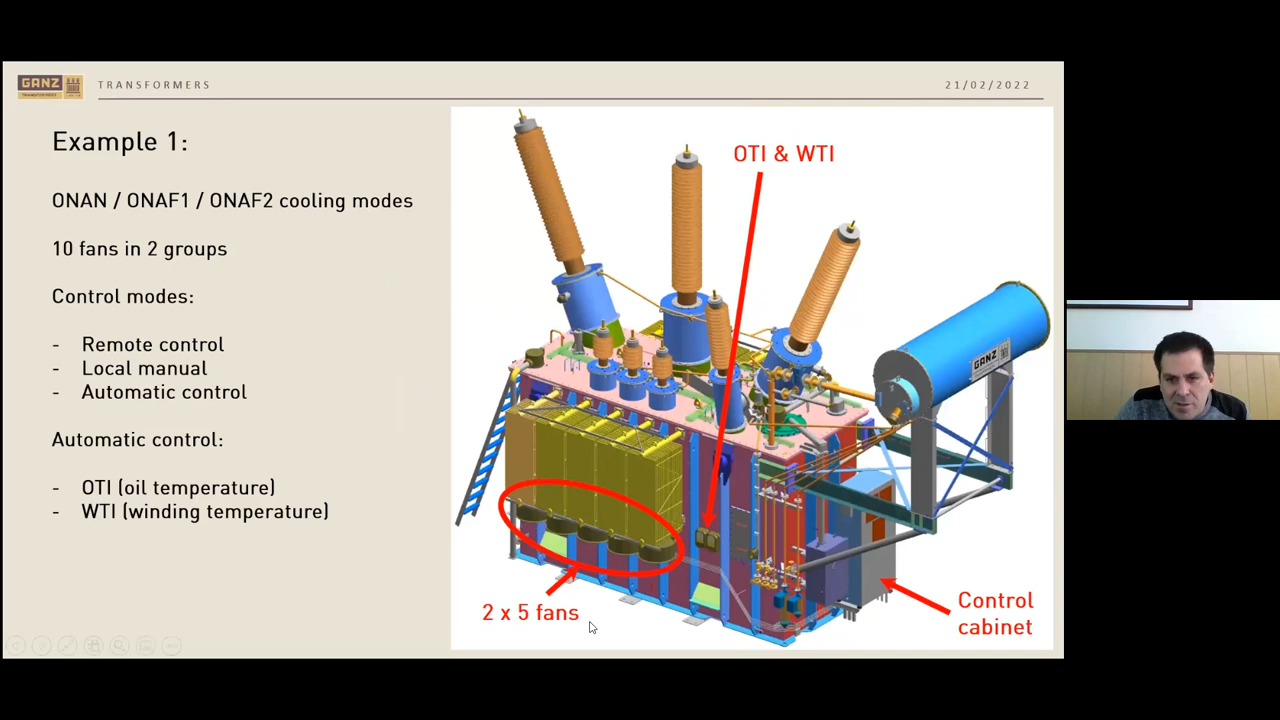 GANZ
TRANSFORMERS
21/02/2022
Example 1:
ONAN / ONAF1 / ONAF2 cooling modes
10 fans in 2 groups
Control modes:
- Remote control
- Local manual
- Automatic control
Automatic control:
- OTI (oil temperature)
- WTI (winding temperature)
OTI & WTI
GANZ
2 x 5 fans
Control
cabinet